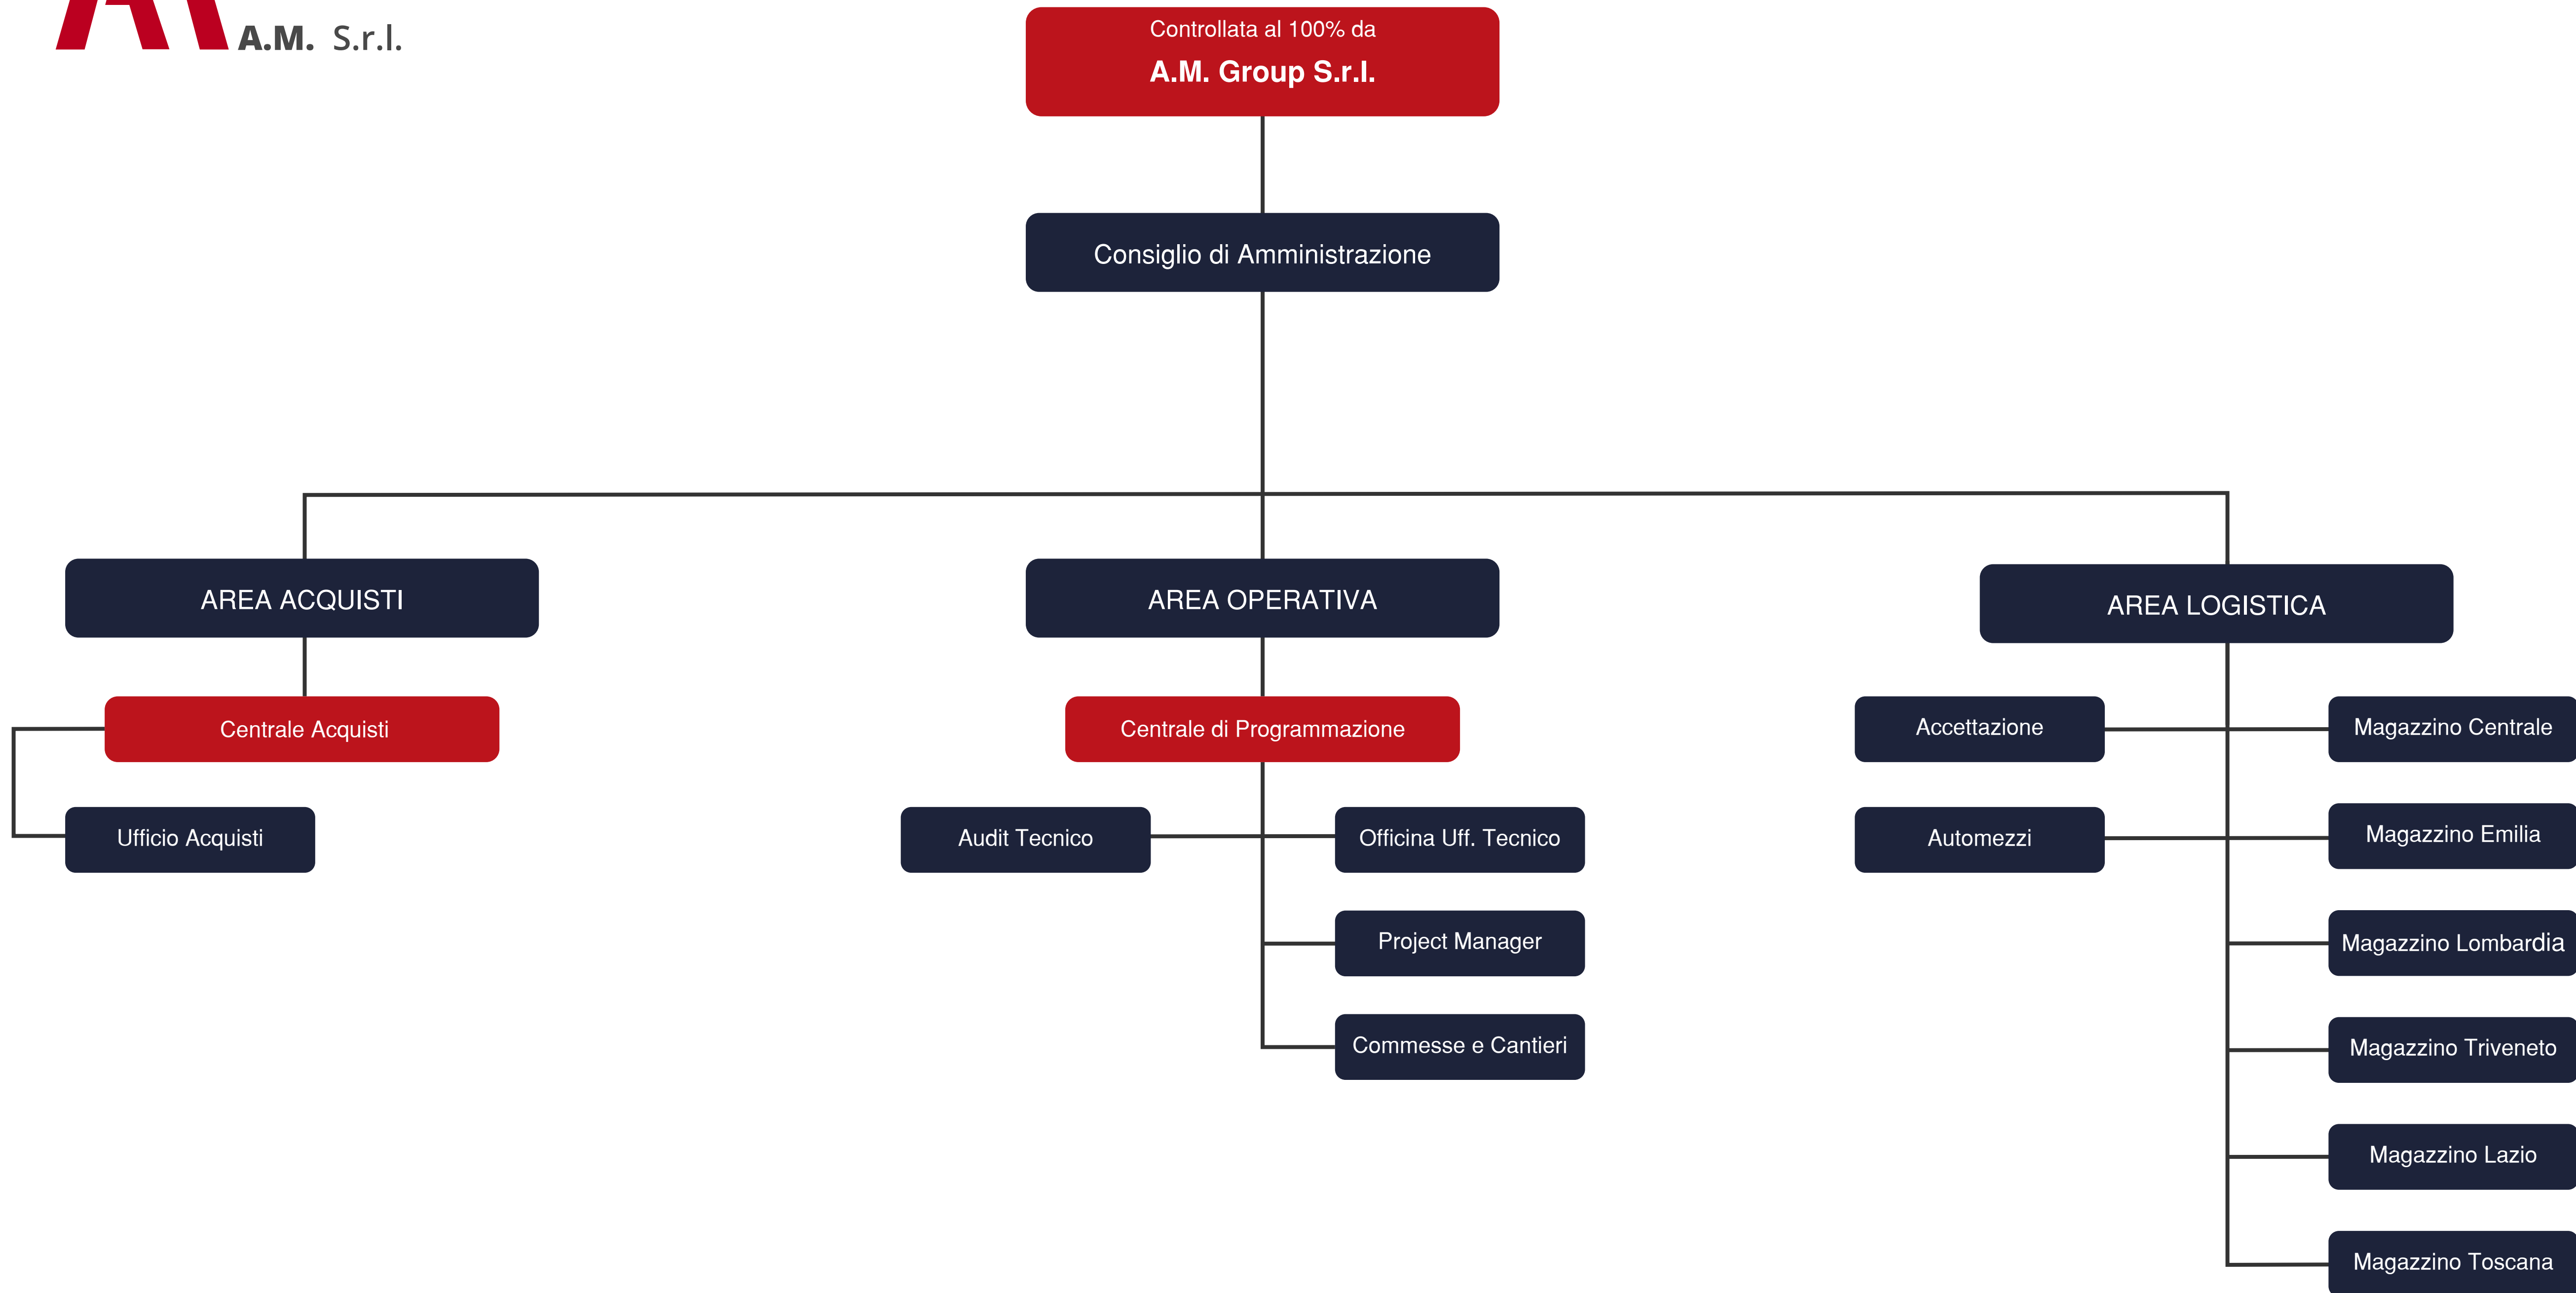 A.M. S.r.l.
Controllata al 100% da
A.M. Group S.r.l.
Consiglio di Amministrazione
AREA ACQUISTI
AREA OPERATIVA
AREA LOGISTICA
Centrale Acquisti
Centrale di Programmazione
Accettazione
Magazzino Centrale
Ufficio Acquisti
Audit Tecnico
Officina Uff. Tecnico
Automezzi
Magazzino Emilia
Project Manager
Magazzino Lombardia
Commesse e Cantieri
Magazzino Triveneto
Magazzino Lazio
Magazzino Toscana